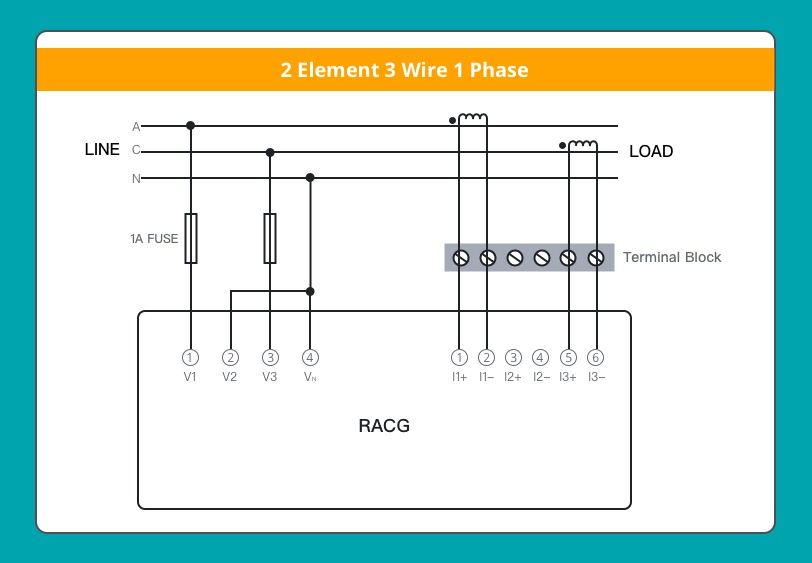 2 Element 3 Wire 1 Phase
A
LINE C LOAD
N
1A FUSE
Terminal Block
1 2 3 4 1 2 3 4 5 6
V1 V2 V3 VN I1+ I1– I2+ I2– I3+ I3–
RACG